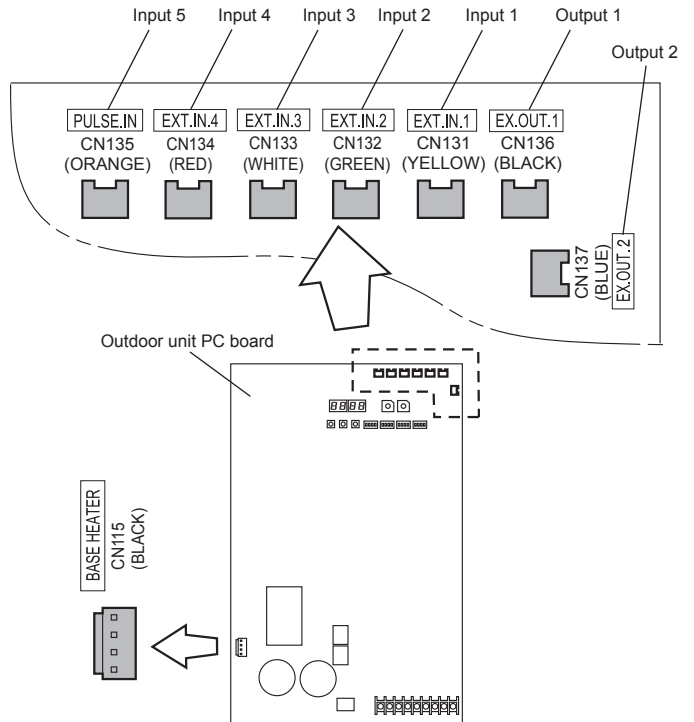 Input 5
Input 4
Input 3
Input 2
Input 1
Output 1
Output 2
PULSE.IN
EXT.IN.4
EXT.IN.3
EXT.IN.2
EXT.IN.1
EX.OUT.1
CN135
CN134
CN133
CN132
CN131
CN136
(ORANGE)
(RED)
(WHITE)
(GREEN)
(YELLOW)
(BLACK)
CN137
(BLUE)
EX.OUT.2
Outdoor unit PC board
BASE HEATER
CN115
(BLACK)